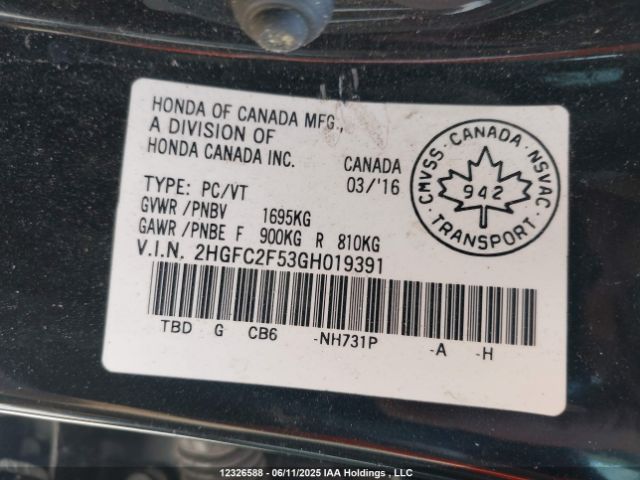 HONDA OF CANADA MFG.,
A DIVISION OF
HONDA CANADA INC.
CANADA
03/'16
TYPE: PC/VT
GVWR /PNBV 1695KG
GAWR /PNBE F 900KG R 810KG
V.I.N. 2HGFC2F53GH019391
TBD G CB6 -NH731P -A -H
CMVSS · CANADA · NSVAC
942
TRANSPORT
12326588 - 06/11/2025 IAA Holdings , LLC